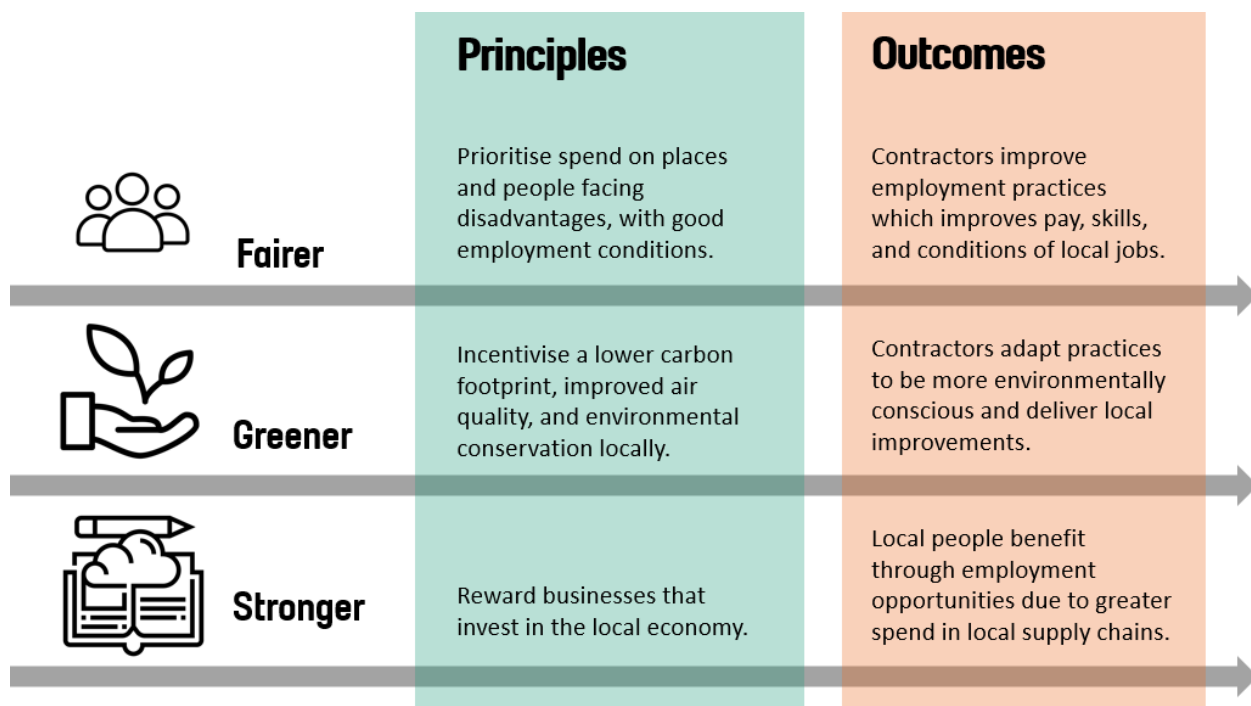 Principles
Outcomes
Fairer
Prioritise spend on places
and people facing
disadvantages, with good
employment conditions.
Contractors improve
employment practices
which improves pay, skills,
and conditions of local jobs.
Greener
Incentivise a lower carbon
footprint, improved air
quality, and environmental
conservation locally.
Contractors adapt practices
to be more environmentally
conscious and deliver local
improvements.
Stronger
Reward businesses that
invest in the local economy.
Local people benefit
through employment
opportunities due to greater
spend in local supply chains.